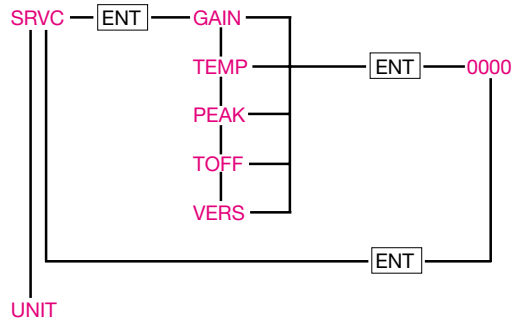 SRVC ENT GAIN
TEMP ENT 0000
PEAK
TOFF
VERS
ENT
UNIT